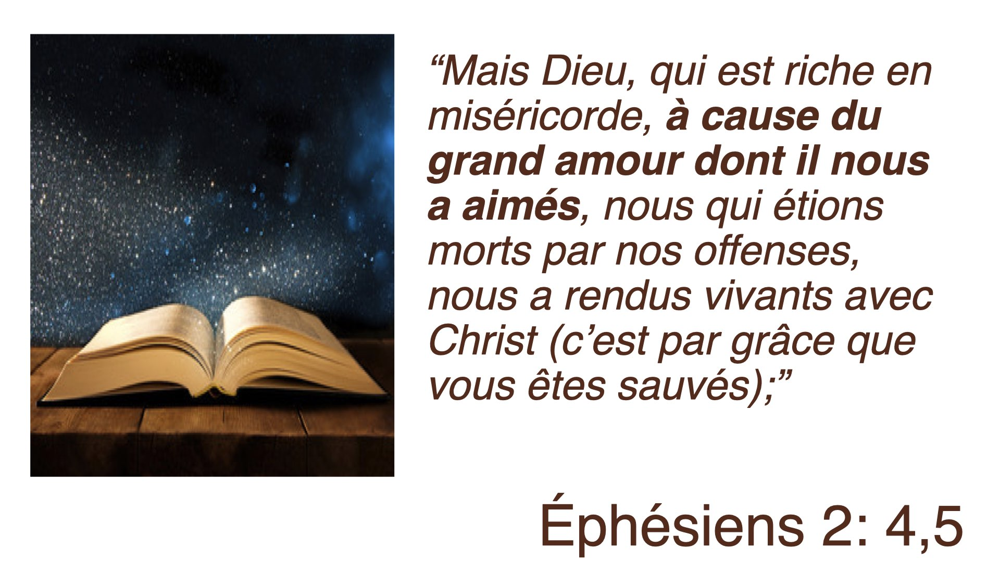 “Mais Dieu, qui est riche en
miséricorde, à cause du
grand amour dont il nous
a aimés, nous qui étions
morts par nos offenses,
nous a rendus vivants avec
Christ (c’est par grâce que
vous êtes sauvés);”
Éphésiens 2: 4,5